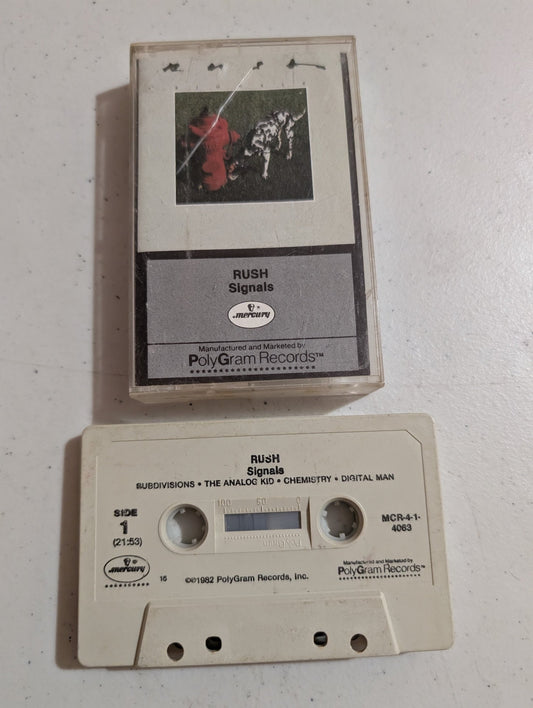 RUSH
Signals
mercury
Manufactured and Marketed by
PolyGram Records™
RUSH
Signals
SUBDIVISIONS • THE ANALOG KID • CHEMISTRY • DIGITAL MAN
SIDE
1
(21:53)
100 50 0
PolyGram
MCR-4-1-
4063
mercury
16
℗©1982 PolyGram Records, Inc.
Manufactured and Marketed by
PolyGram Records™